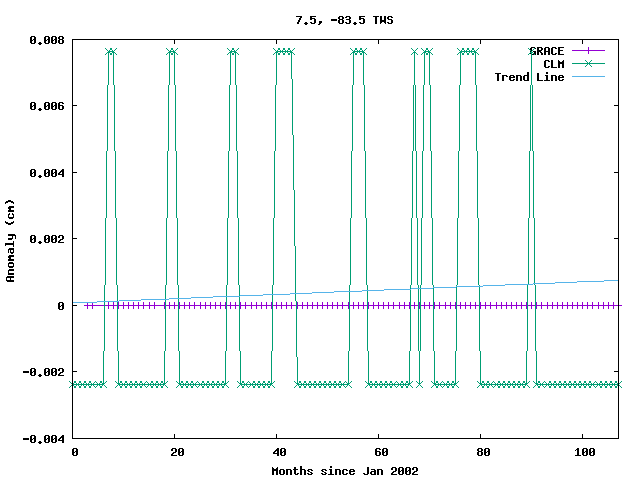 7.5, -83.5 TWS
0.008
0.006
0.004
0.002
0
-0.002
-0.004
Anomaly (cm)
GRACE
CLM
Trend Line
0 20 40 60 80 100
Months since Jan 2002